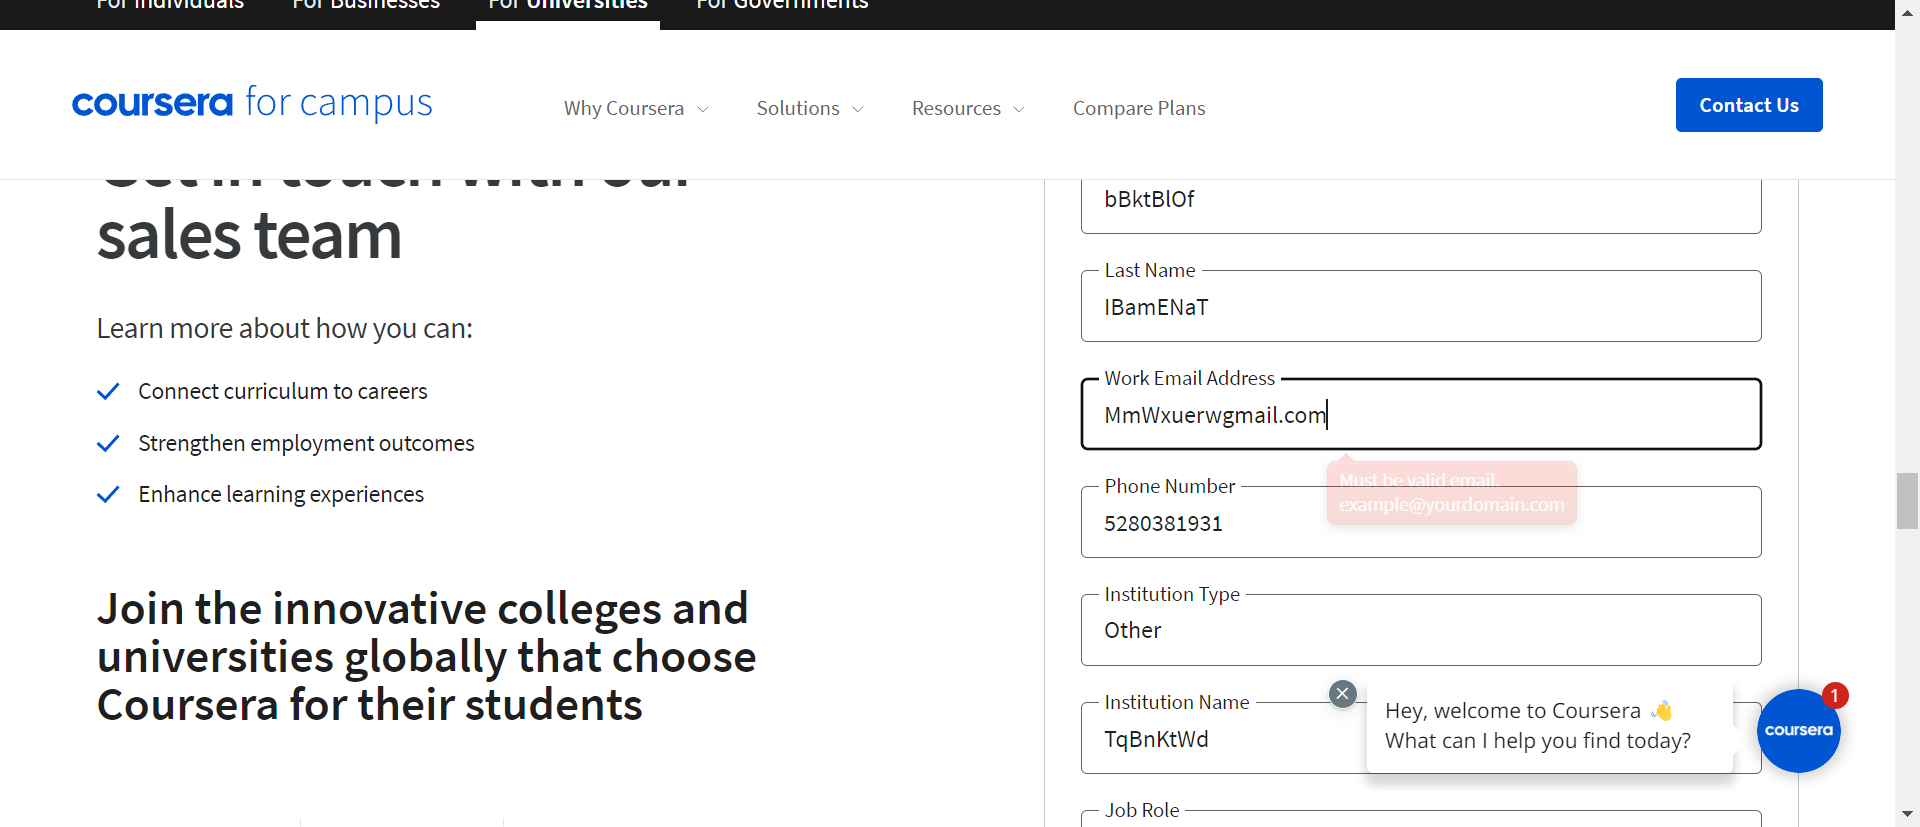 For Individuals
For Businesses
For Universities
For Governments
coursera for campus
Why Coursera
Solutions
Resources
Compare Plans
Contact Us
Get in touch with our
sales team
Learn more about how you can:
Connect curriculum to careers
Strengthen employment outcomes
Enhance learning experiences
Join the innovative colleges and
universities globally that choose
Coursera for their students
bBktBlOf
Last Name
IBamENaT
Work Email Address
MmWxuerwgmail.com
Must be valid email.
example@yourdomain.com
Phone Number
5280381931
Institution Type
Other
Institution Name
TqBnKtWd
Job Role
Hey, welcome to Coursera 👋
What can I help you find today?
coursera
1